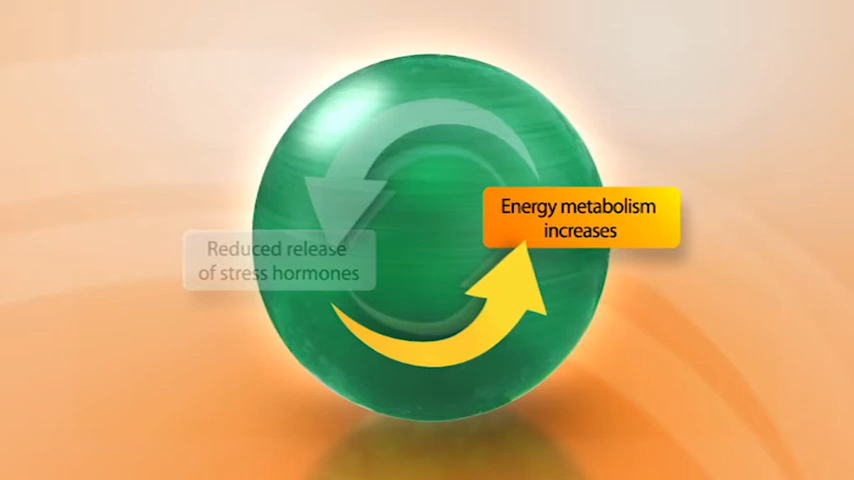 Energy metabolism
increases
Reduced release
of stress hormones